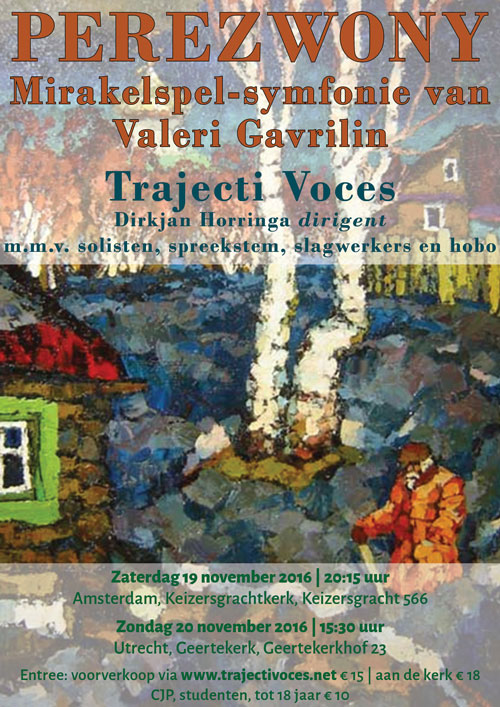 PEREZWONY
Mirakelspel-symfonie van
Valeri Gavrilin
Trajecti Voces
Dirkjan Horringa dirigent
m.m.v. solisten, spreekstem, slagwerkers en hobo
Zaterdag 19 november 2016 | 20:15 uur
Amsterdam, Keizersgrachtkerk, Keizersgracht 566
Zondag 20 november 2016 | 15:30 uur
Utrecht, Geertekerk, Geertekerkhof 23
Entree: voorverkoop via www.trajectivoces.net € 15 | aan de kerk € 18
CJP, studenten, tot 18 jaar € 10